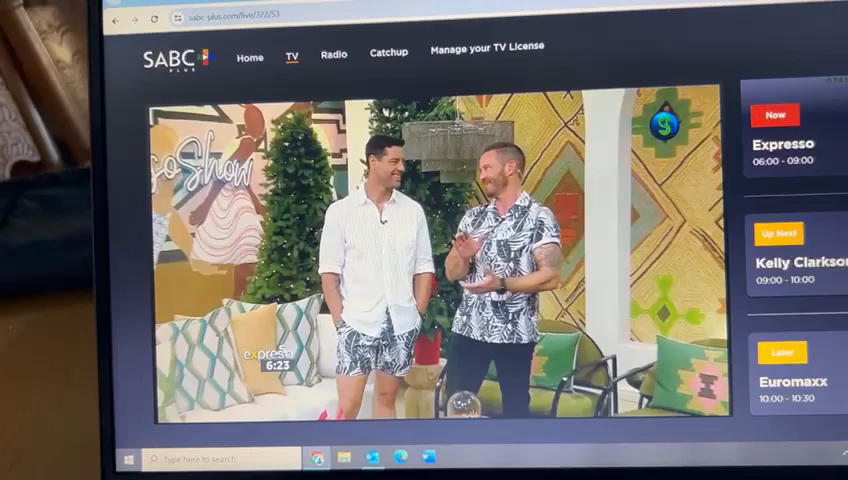 sabc-plus.com/live/322/S3
SABC
PLUS
Home
TV
Radio
Catchup
Manage your TV License
soShow
S
expresso
6:23
Now
Expresso
06:00 - 09:00
Up Next
Kelly Clarkson
09:00 - 10:00
Later
Euromaxx
10:00 - 10:30
Type here to search